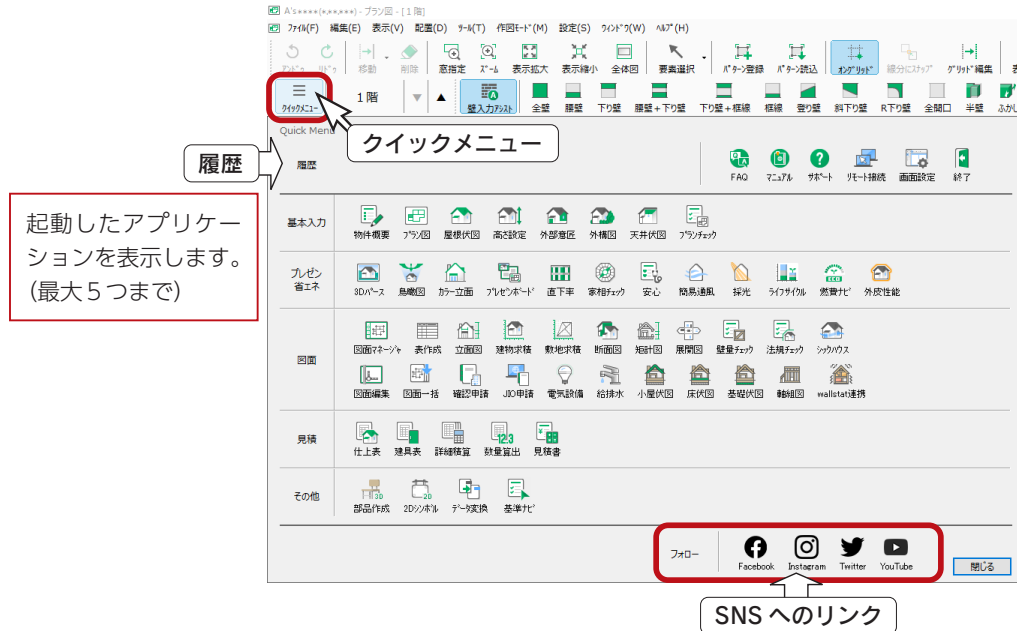 A's****(*,**,***) - プラン図 - [1 階]
ﾌｧｲﾙ(F) 編集(E) 表示(V) 配置(D) ﾂｰﾙ(T) 作図ﾓｰﾄﾞ(M) 設定(S) ｳｨﾝﾄﾞｳ(W) ﾍﾙﾌﾟ(H)
ｱﾝﾄﾞｩ ﾘﾄﾞｩ 移動 削除 窓指定 ｽﾞｰﾑ 表示拡大 表示縮小 全体図 要素選択 ﾊﾟﾀｰﾝ登録 ﾊﾟﾀｰﾝ読込 ｵﾝｸﾞﾘｯﾄﾞ 線分にｽﾅｯﾌﾟ ｸﾞﾘｯﾄﾞ編集
ｸｲｯｸﾒﾆｭｰ 1 階 壁入力ｱｼｽﾄ 全壁 腰壁 下り壁 腰壁+下り壁 下り壁+框線 框線 登り壁 斜下り壁 R下り壁 全開口 半壁 ふかし
Quick Menu
クイックメニュー
履歴
履歴
FAQ ﾏﾆｭｱﾙ ｻﾎﾟｰﾄ ﾘﾓｰﾄ接続 画面設定 終了
起動したアプリケー
ションを表示します。
(最大５つまで)
基本入力 物件概要 ﾌﾟﾗﾝ図 屋根伏図 高さ設定 外部意匠 外構図 天井伏図 ﾌﾟﾗﾝﾁｪｯｸ
プレゼン
省エネ
3Dﾊﾟｰｽ 鳥瞰図 ｶﾗｰ立面 ﾌﾟﾚｾﾞﾝﾎﾞｰﾄﾞ 直下率 家相ﾁｪｯｸ 安心 簡易通風 採光 ﾗｲﾌｻｲｸﾙ 燃費ﾅﾋﾞ 外皮性能
図面
図面ﾏﾈｰｼﾞｬ 表作成 立面図 建物求積 敷地求積 断面図 矩計図 展開図 壁量ﾁｪｯｸ 法規ﾁｪｯｸ ｼｯｸﾊｳｽ
図面編集 図面一括 確認申請 JIO申請 電気設備 給排水 小屋伏図 床伏図 基礎伏図 軸組図 wallstat連携
見積 仕上表 建具表 詳細積算 数量算出 見積書
その他 部品作成 2Dｼﾝﾎﾞﾙ ﾃﾞｰﾀ変換 基準ﾅﾋﾞ
フォロー Facebook Instagram Twitter YouTube 閉じる
SNS へのリンク